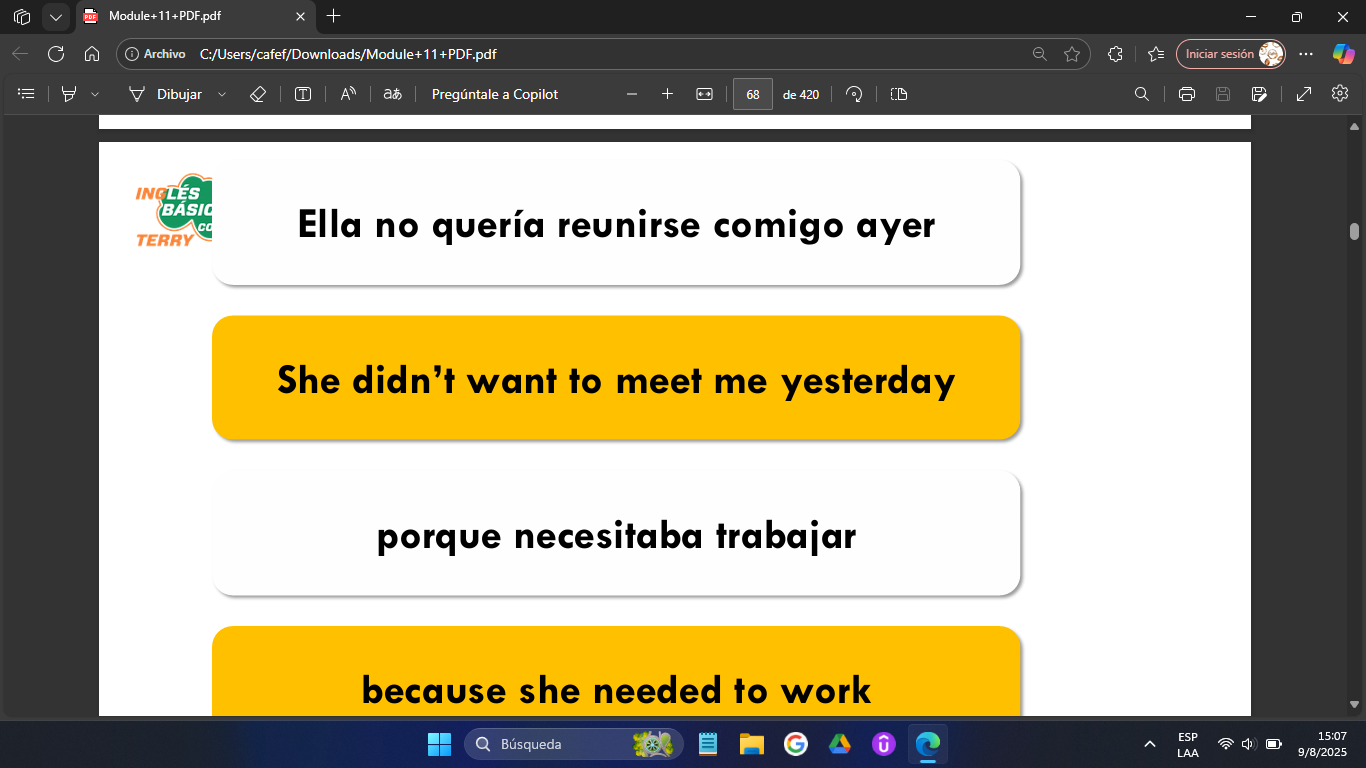 Module+11+PDF.pdf
Archivo C:/Users/cafef/Downloads/Module+11+PDF.pdf Iniciar sesión
Dibujar Pregúntale a Copilot 68 de 420
INGLÉS
BÁSIC
CO
TERRY
Ella no quería reunirse comigo ayer
She didn’t want to meet me yesterday
porque necesitaba trabajar
because she needed to work
Búsqueda
ESP
LAA
15:07
9/8/2025